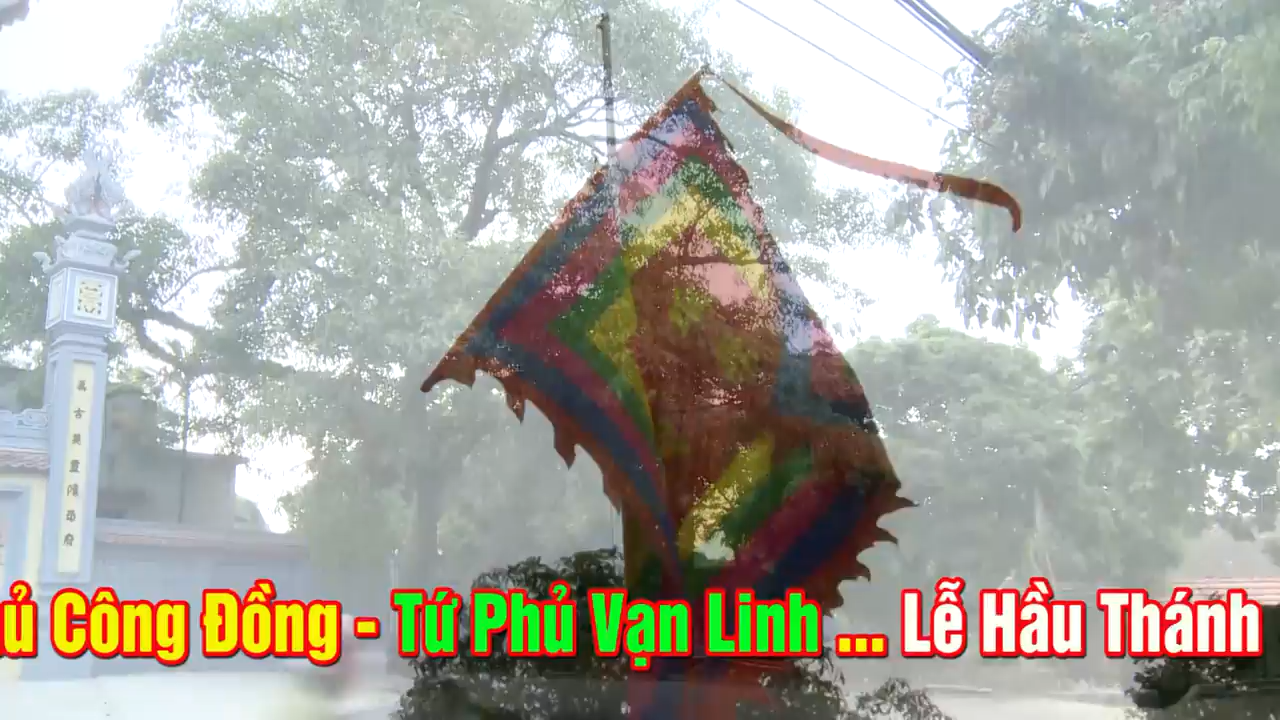 ủ Công Đồng - Tứ Phủ Vạn Linh ... Lễ Hầu Thánh